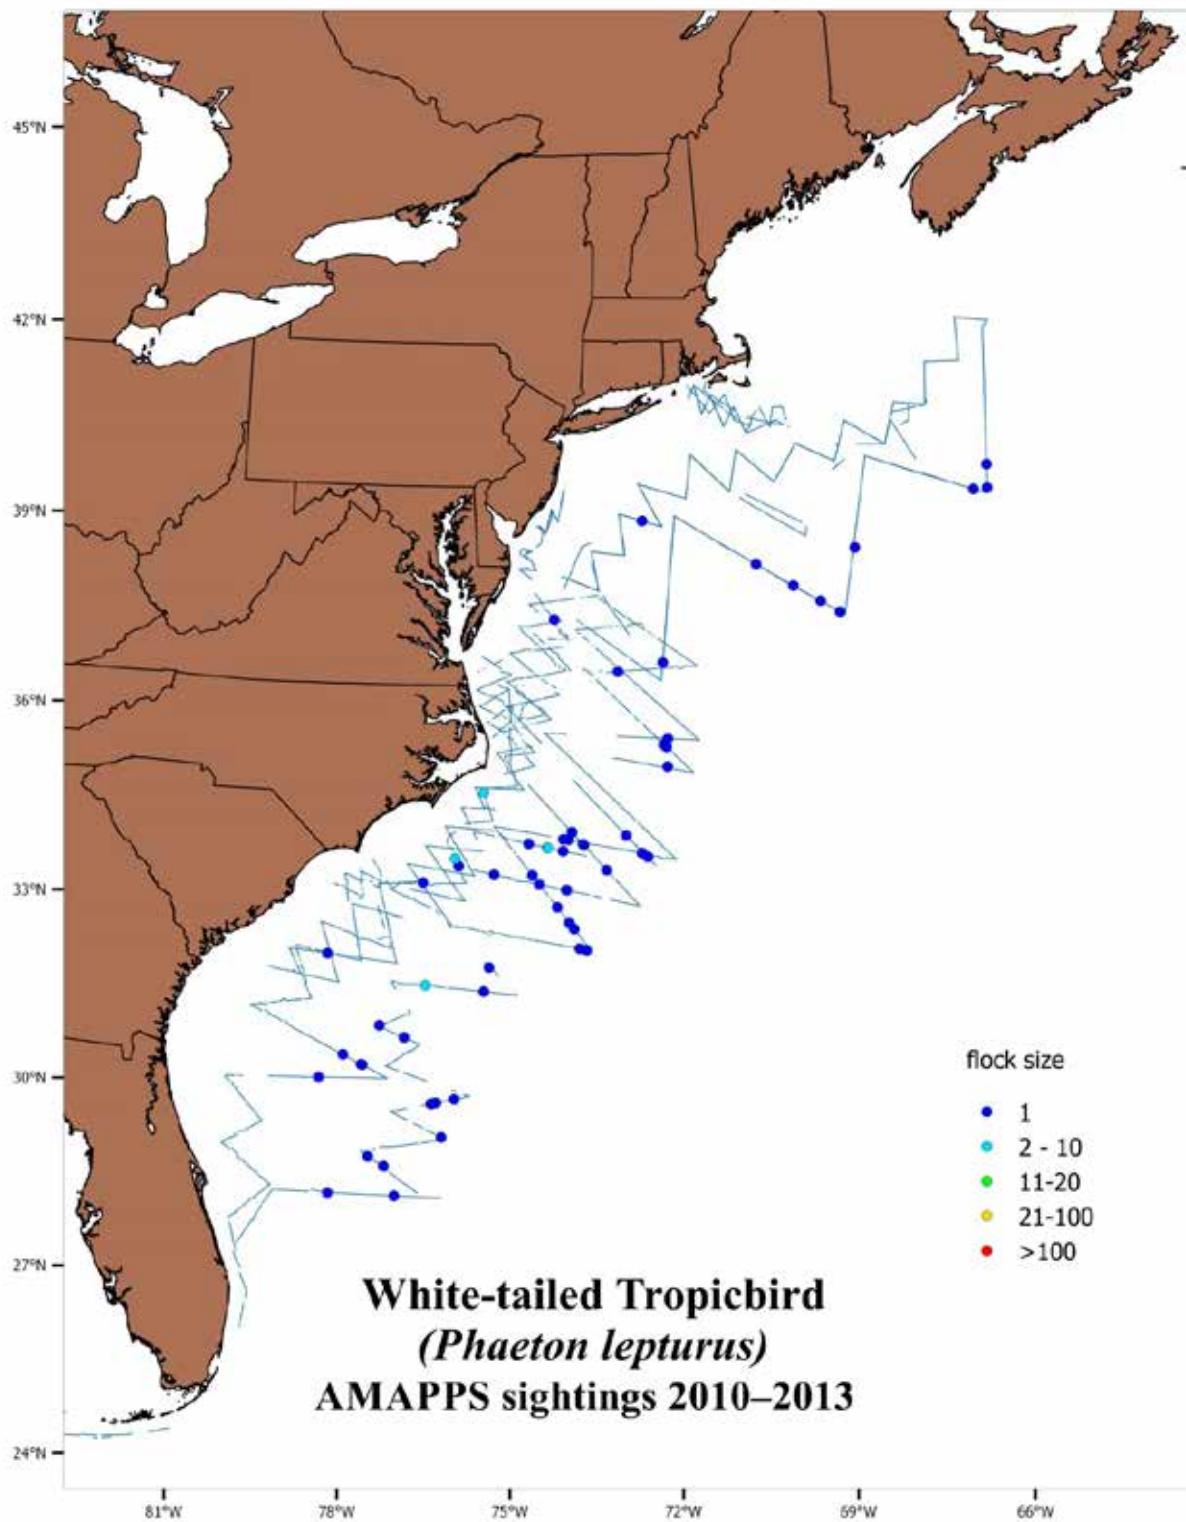 45°N
42°N
39°N
36°N
33°N
30°N
27°N
24°N
flock size
1
2 - 10
11-20
21-100
>100
White-tailed Tropicbird
(Phaeton lepturus)
AMAPPS sightings 2010–2013
81°W
78°W
75°W
72°W
69°W
66°W